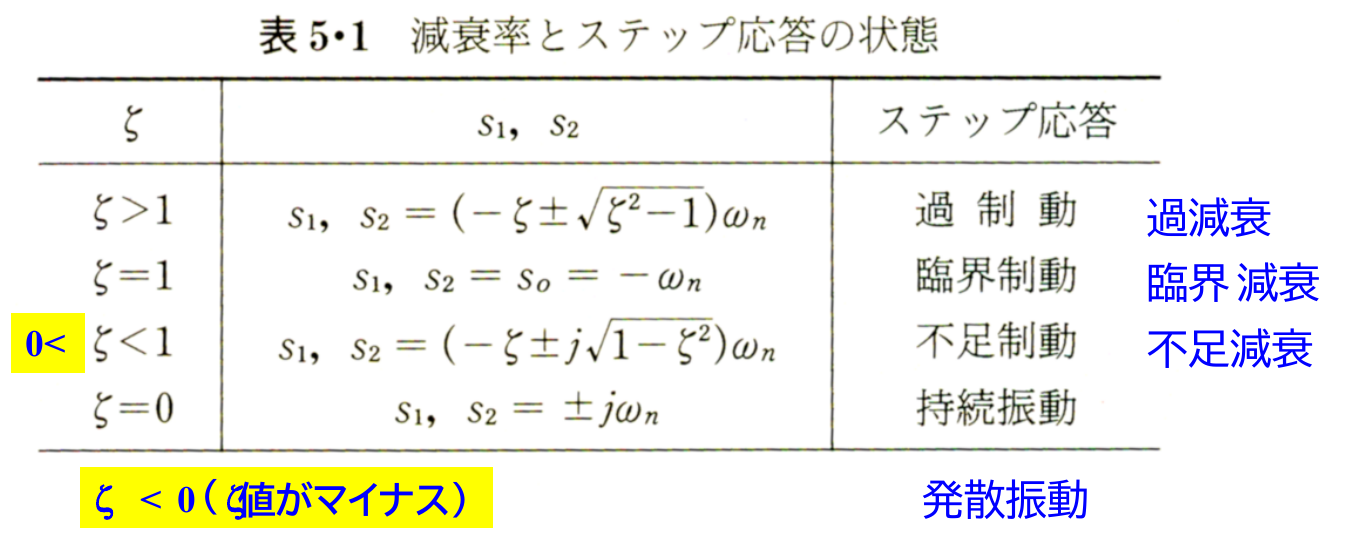 表 5・1 減衰率とステップ応答の状態
ζ s₁, s₂ ステップ応答
ζ>1 s₁, s₂ = (−ζ±√ζ²−1)ωn 過制動 過減衰
ζ=1 s₁, s₂ = so = −ωn 臨界制動 臨界減衰
0< ζ<1 s₁, s₂ = (−ζ±j√1−ζ²)ωn 不足制動 不足減衰
ζ=0 s₁, s₂ = ±jωn 持続振動
ζ < 0(ζ値がマイナス) 発散振動